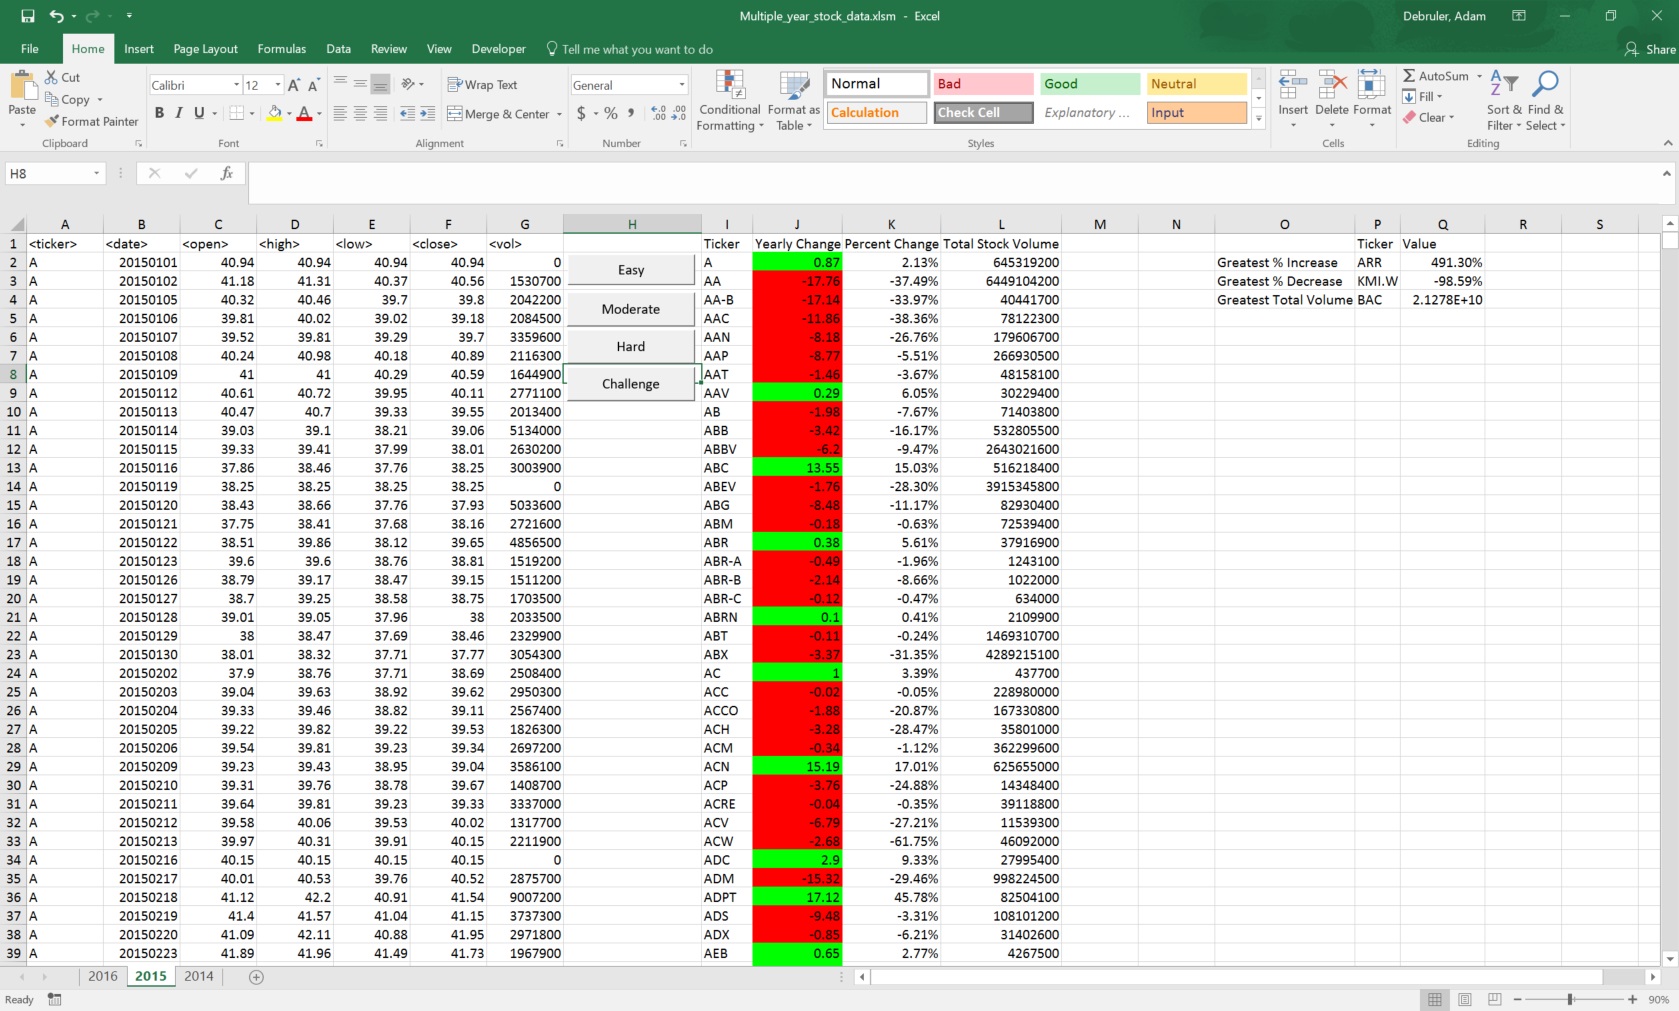 Multiple_year_stock_data.xlsm - Excel
Debruler, Adam
File Home Insert Page Layout Formulas Data Review View Developer Tell me what you want to do Share
Paste
Cut
Copy
Format Painter
Clipboard
Calibri 12
B I U
Font
Wrap Text
Merge & Center
Alignment
General
$ % ,
Number
Conditional Formatting
Format as Table
Normal Bad Good Neutral
Calculation Check Cell Explanatory ... Input
Styles
Insert Delete Format
Cells
AutoSum
Fill
Clear
Sort & Filter
Find & Select
Editing
H8 fx
A B C D E F G H I J K L M N O P Q R S
1 <ticker> <date> <open> <high> <low> <close> <vol> Ticker Yearly Change Percent Change Total Stock Volume Ticker Value
2 A 20150101 40.94 40.94 40.94 40.94 0 A 0.87 2.13% 645319200 Greatest % Increase ARR 491.30%
Easy
3 A 20150102 41.18 41.31 40.37 40.56 1530700 AA -17.76 -37.49% 6449104200 Greatest % Decrease KMI.W -98.59%
4 A 20150105 40.32 40.46 39.7 39.8 2042200 AA-B -17.14 -33.97% 40441700 Greatest Total Volume BAC 2.1278E+10
Moderate
5 A 20150106 39.81 40.02 39.02 39.18 2084500 AAC -11.86 -38.36% 78122300
6 A 20150107 39.52 39.81 39.29 39.7 3359600 AAN -8.18 -26.76% 179606700
Hard
7 A 20150108 40.24 40.98 40.18 40.89 2116300 AAP -8.77 -5.51% 266930500
8 A 20150109 41 41 40.29 40.59 1644900 AAT -1.46 -3.67% 48158100
Challenge
9 A 20150112 40.61 40.72 39.95 40.11 2771100 AAV 0.29 6.05% 30229400
10 A 20150113 40.47 40.7 39.33 39.55 2013400 AB -1.98 -7.67% 71403800
11 A 20150114 39.03 39.1 38.21 39.06 5134000 ABB -3.42 -16.17% 532805500
12 A 20150115 39.33 39.41 37.99 38.01 2630200 ABBV -6.2 -9.47% 2643021600
13 A 20150116 37.86 38.46 37.76 38.25 3003900 ABC 13.55 15.03% 516218400
14 A 20150119 38.25 38.25 38.25 38.25 0 ABEV -1.76 -28.30% 3915345800
15 A 20150120 38.43 38.66 37.76 37.93 5033600 ABG -8.48 -11.17% 82930400
16 A 20150121 37.75 38.41 37.68 38.16 2721600 ABM -0.18 -0.63% 72539400
17 A 20150122 38.51 39.86 38.12 39.65 4856500 ABR 0.38 5.61% 37916900
18 A 20150123 39.6 39.6 38.76 38.81 1519200 ABR-A -0.49 -1.96% 1243100
19 A 20150126 38.79 39.17 38.47 39.15 1511200 ABR-B -2.14 -8.66% 1022000
20 A 20150127 38.7 39.25 38.58 38.75 1703500 ABR-C -0.12 -0.47% 634000
21 A 20150128 39.01 39.05 37.96 38 2033500 ABRN 0.1 0.41% 2109900
22 A 20150129 38 38.47 37.69 38.46 2329900 ABT -0.11 -0.24% 1469310700
23 A 20150130 38.01 38.32 37.71 37.77 3054300 ABX -3.37 -31.35% 4289215100
24 A 20150202 37.9 38.76 37.71 38.69 2508400 AC 1 3.39% 437700
25 A 20150203 39.04 39.63 38.92 39.62 2950300 ACC -0.02 -0.05% 228980000
26 A 20150204 39.33 39.46 38.82 39.11 2567400 ACCO -1.88 -20.87% 167330800
27 A 20150205 39.22 39.82 39.22 39.53 1826300 ACH -3.28 -28.47% 35801000
28 A 20150206 39.54 39.81 39.23 39.34 2697200 ACM -0.34 -1.12% 362299600
29 A 20150209 39.23 39.43 38.95 39.04 3586100 ACN 15.19 17.01% 625655000
30 A 20150210 39.31 39.76 38.78 39.67 1408700 ACP -3.76 -24.88% 14348400
31 A 20150211 39.64 39.81 39.23 39.33 3337000 ACRE -0.04 -0.35% 39118800
32 A 20150212 39.58 40.06 39.53 40.02 1317700 ACV -6.79 -27.21% 11539300
33 A 20150213 39.97 40.31 39.91 40.15 2211900 ACW -2.68 -61.75% 46092000
34 A 20150216 40.15 40.15 40.15 40.15 0 ADC 2.9 9.33% 27995400
35 A 20150217 40.01 40.53 39.76 40.52 2875700 ADM -15.32 -29.46% 998224500
36 A 20150218 41.12 42.2 40.91 41.54 9007200 ADPT 17.12 45.78% 82504100
37 A 20150219 41.4 41.57 41.04 41.15 3737300 ADS -9.48 -3.31% 108101200
38 A 20150220 41.09 42.11 40.88 41.95 2971800 ADX -0.85 -6.21% 31402600
39 A 20150223 41.89 41.96 41.49 41.73 1967900 AEB 0.65 2.77% 4267500
2016 2015 2014
Ready 90%